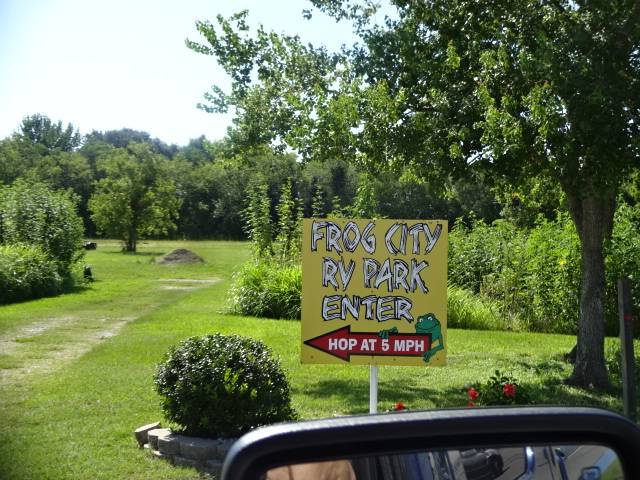 FROG CITY
RV PARK
ENTER
HOP AT 5 MPH